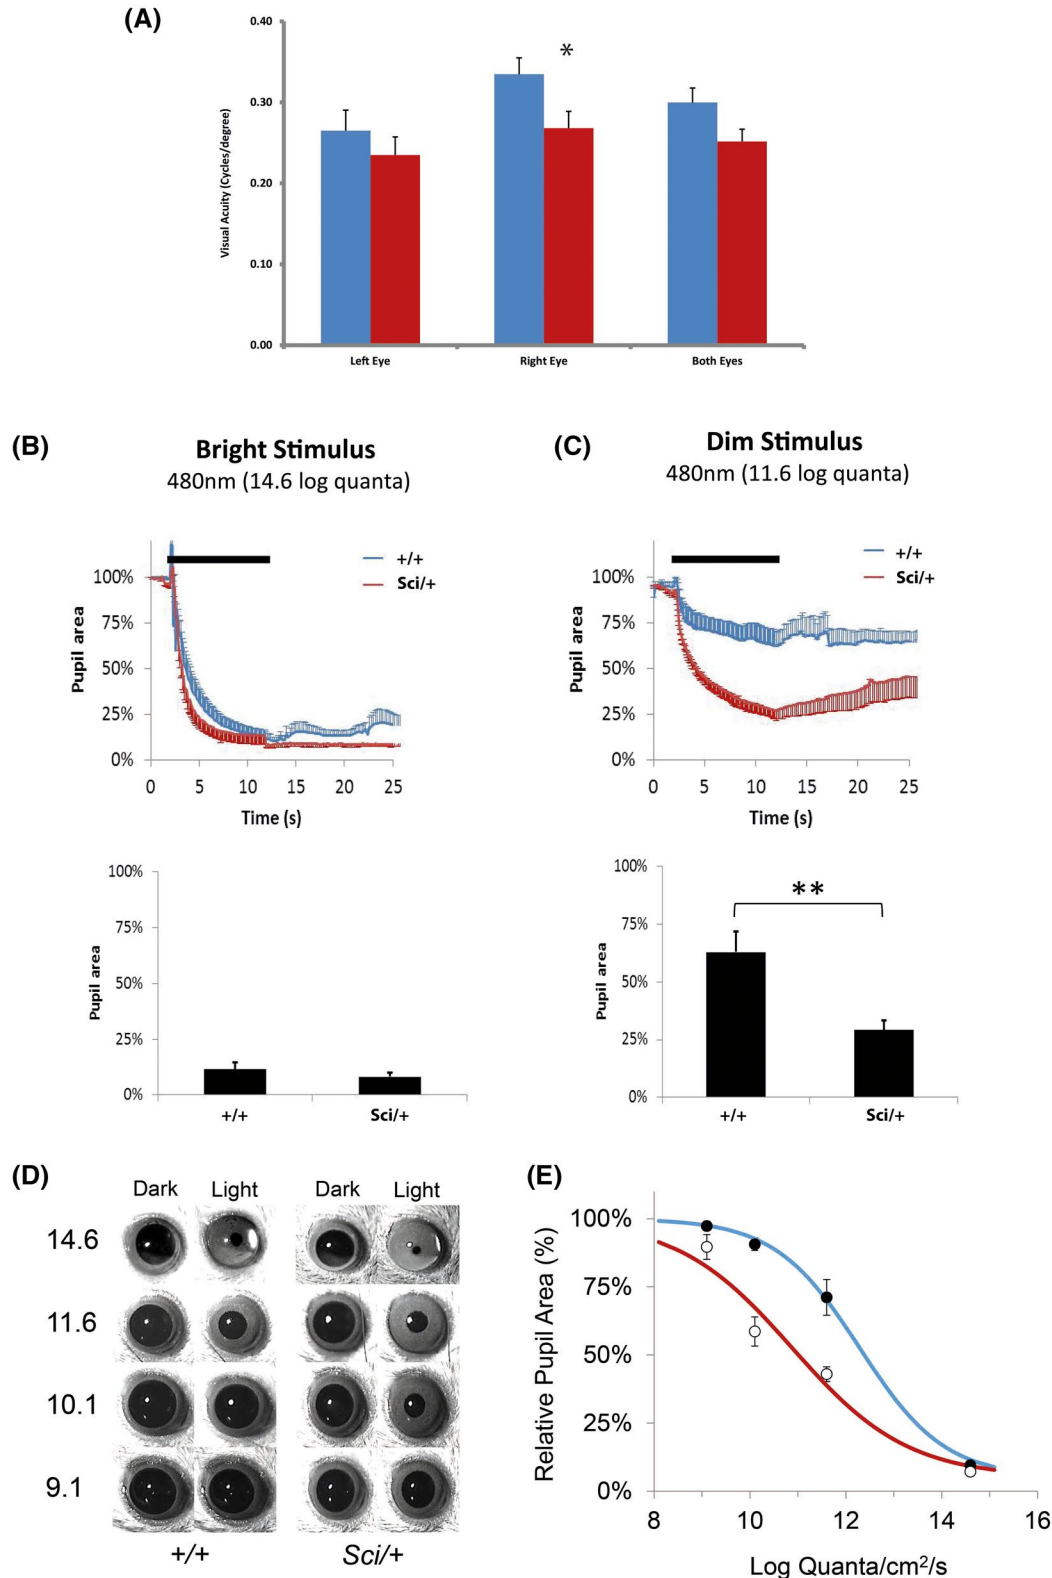 (A)
0.40
*
0.30
0.20
0.10
0.00
Visual Acuity (Cycles/degree)
Left Eye
Right Eye
Both Eyes
(B)
Bright Stimulus
480nm (14.6 log quanta)
+/+
Sci/+
100%
75%
50%
25%
0%
Pupil area
0 5 10 15 20 25
Time (s)
100%
75%
50%
25%
0%
Pupil area
+/+
Sci/+
(C)
Dim Stimulus
480nm (11.6 log quanta)
+/+
Sci/+
100%
75%
50%
25%
0%
Pupil area
0 5 10 15 20 25
Time (s)
100%
75%
50%
25%
0%
Pupil area
**
+/+
Sci/+
(D)
Dark Light Dark Light
14.6
11.6
10.1
9.1
+/+
Sci/+
(E)
100%
75%
50%
25%
0%
Relative Pupil Area (%)
8 10 12 14 16
Log Quanta/cm²/s